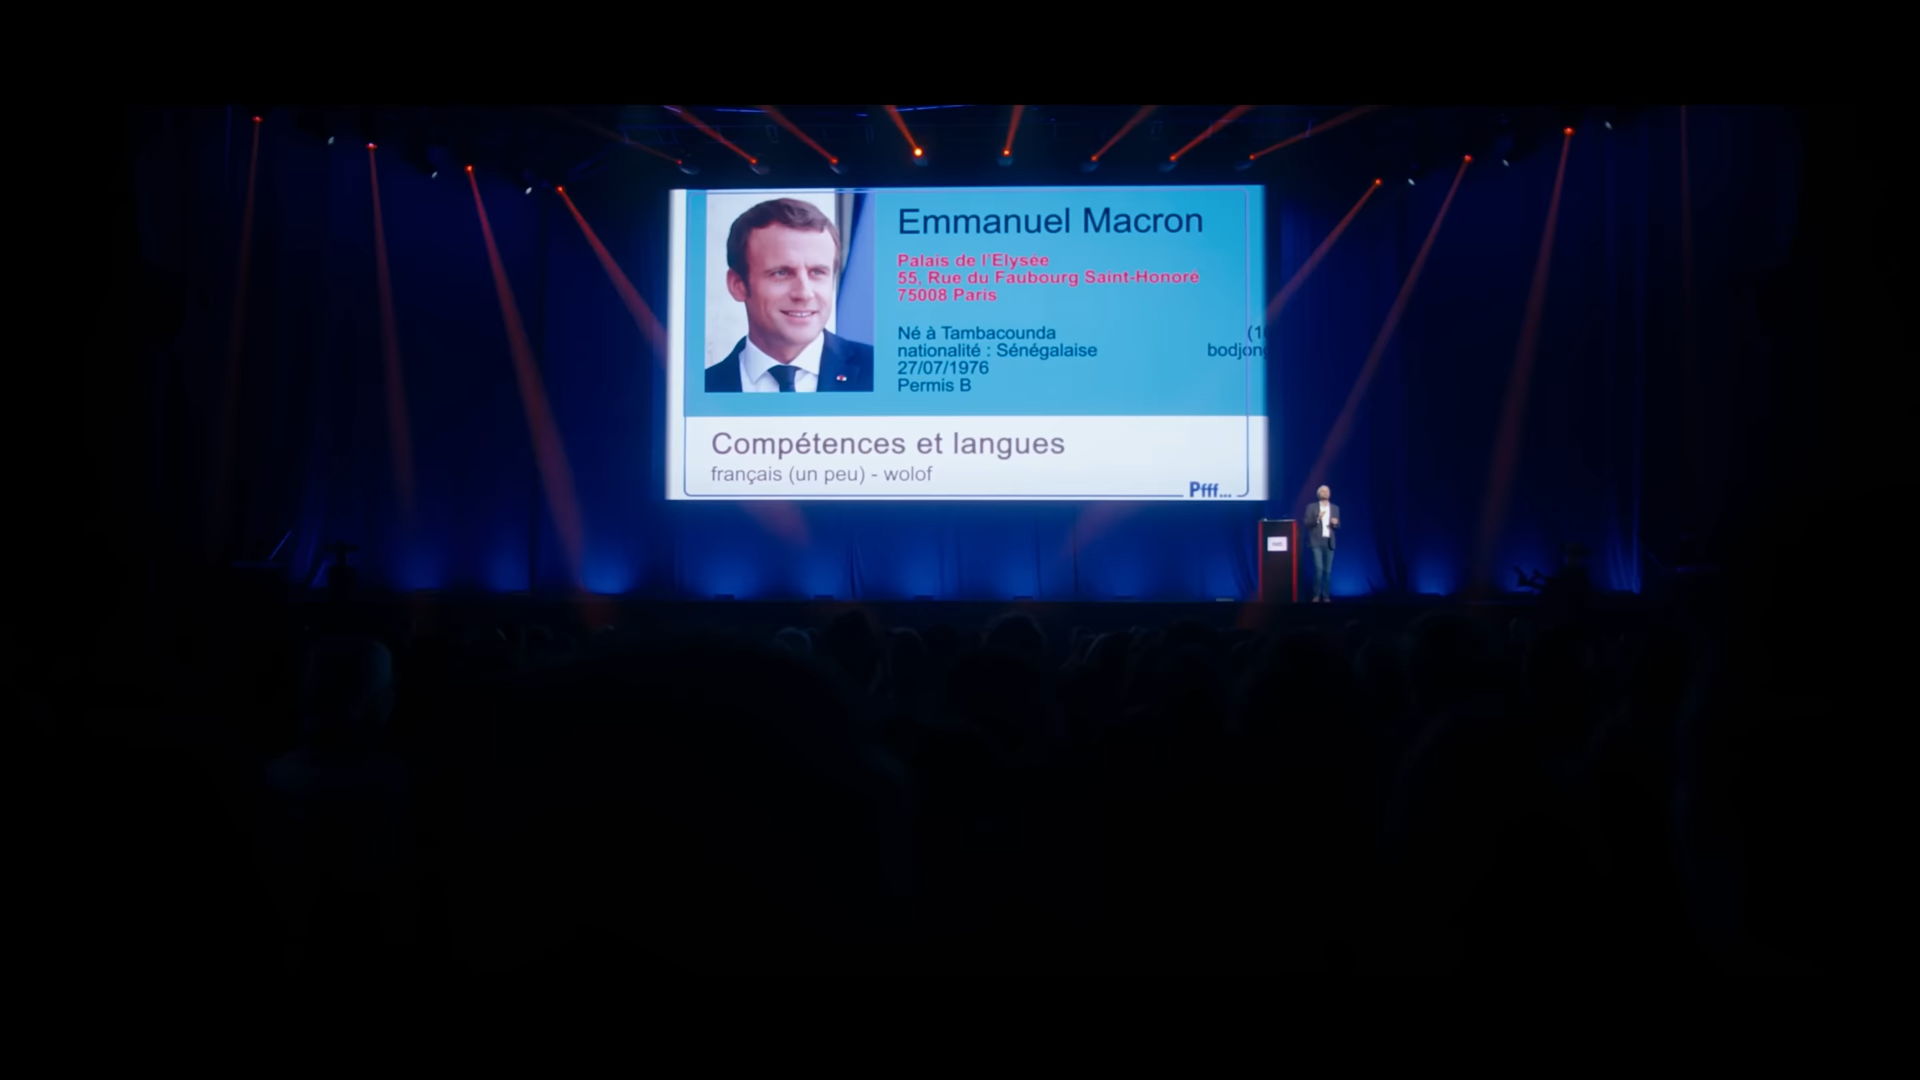 Emmanuel Macron
Palais de l'Elysée
55, Rue du Faubourg Saint-Honoré
75008 Paris
Né à Tambacounda
nationalité : Sénégalaise
27/07/1976
Permis B
Compétences et langues
français (un peu) - wolof
Pfff...